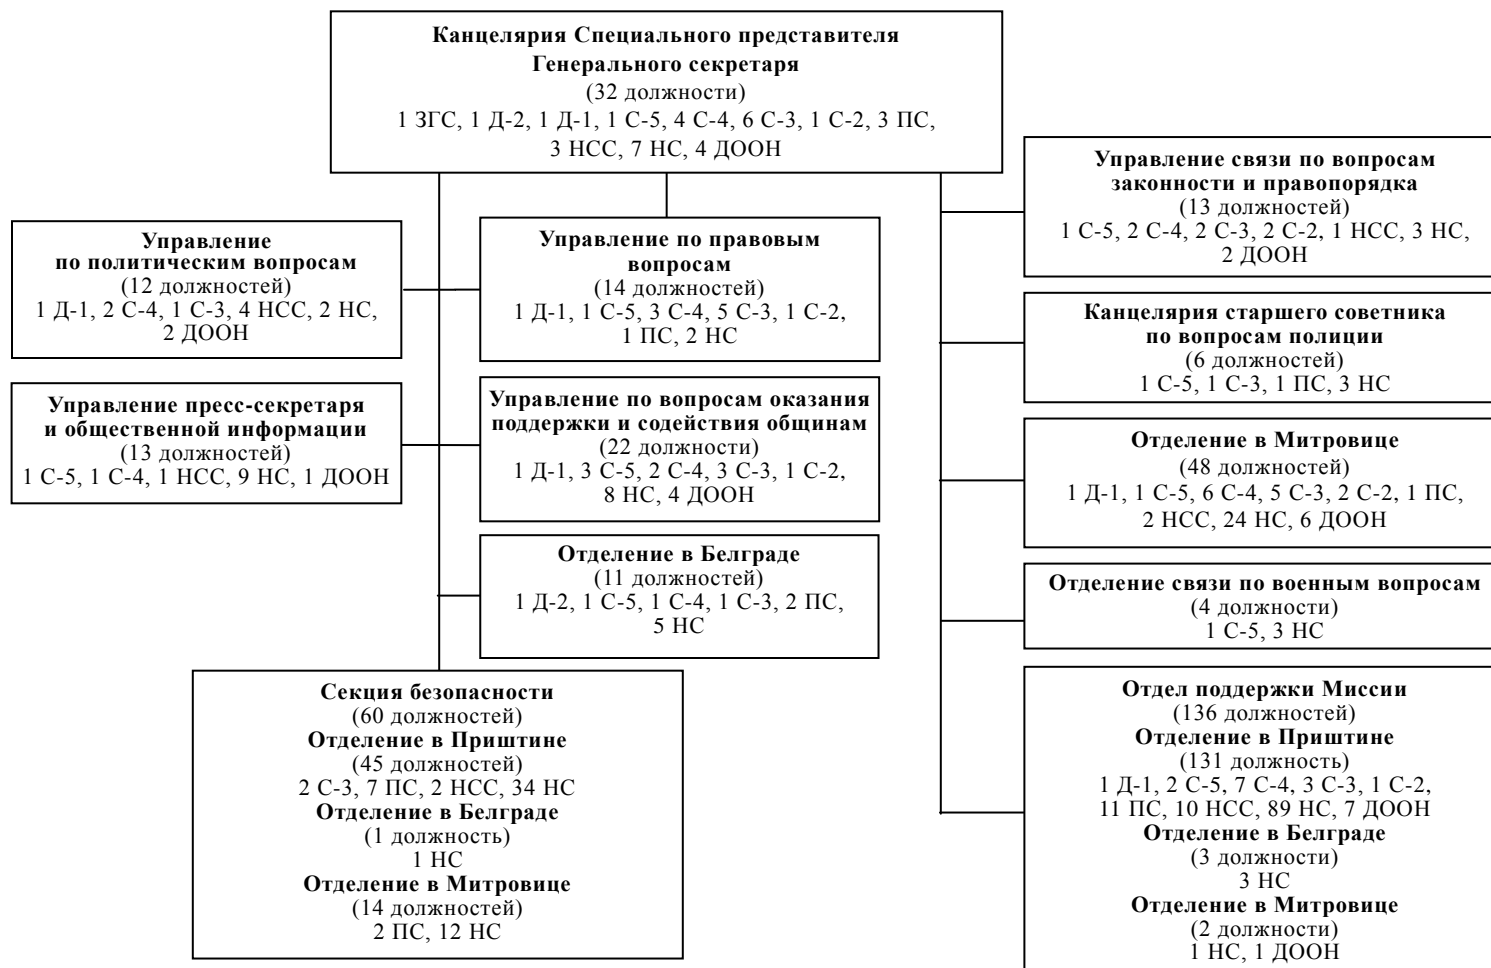 Канцелярия Специального представителя
Генерального секретаря
(32 должности)
1 ЗГС, 1 Д-2, 1 Д-1, 1 С-5, 4 С-4, 6 С-3, 1 С-2, 3 ПС,
3 НСС, 7 НС, 4 ДООН
Управление
по политическим вопросам
(12 должностей)
1 Д-1, 2 С-4, 1 С-3, 4 НСС, 2 НС,
2 ДООН
Управление по правовым
вопросам
(14 должностей)
1 Д-1, 1 С-5, 3 С-4, 5 С-3, 1 С-2,
1 ПС, 2 НС
Управление связи по вопросам
законности и правопорядка
(13 должностей)
1 С-5, 2 С-4, 2 С-3, 2 С-2, 1 НСС, 3 НС,
2 ДООН
Канцелярия старшего советника
по вопросам полиции
(6 должностей)
1 С-5, 1 С-3, 1 ПС, 3 НС
Управление пресс-секретаря
и общественной информации
(13 должностей)
1 С-5, 1 С-4, 1 НСС, 9 НС, 1 ДООН
Управление по вопросам оказания
поддержки и содействия общинам
(22 должности)
1 Д-1, 3 С-5, 2 С-4, 3 С-3, 1 С-2,
8 НС, 4 ДООН
Отделение в Митровице
(48 должностей)
1 Д-1, 1 С-5, 6 С-4, 5 С-3, 2 С-2, 1 ПС,
2 НСС, 24 НС, 6 ДООН
Отделение в Белграде
(11 должностей)
1 Д-2, 1 С-5, 1 С-4, 1 С-3, 2 ПС,
5 НС
Отделение связи по военным вопросам
(4 должности)
1 С-5, 3 НС
Секция безопасности
(60 должностей)
Отделение в Приштине
(45 должностей)
2 С-3, 7 ПС, 2 НСС, 34 НС
Отделение в Белграде
(1 должность)
1 НС
Отделение в Митровице
(14 должностей)
2 ПС, 12 НС
Отдел поддержки Миссии
(136 должностей)
Отделение в Приштине
(131 должность)
1 Д-1, 2 С-5, 7 С-4, 3 С-3, 1 С-2,
11 ПС, 10 НСС, 89 НС, 7 ДООН
Отделение в Белграде
(3 должности)
3 НС
Отделение в Митровице
(2 должности)
1 НС, 1 ДООН